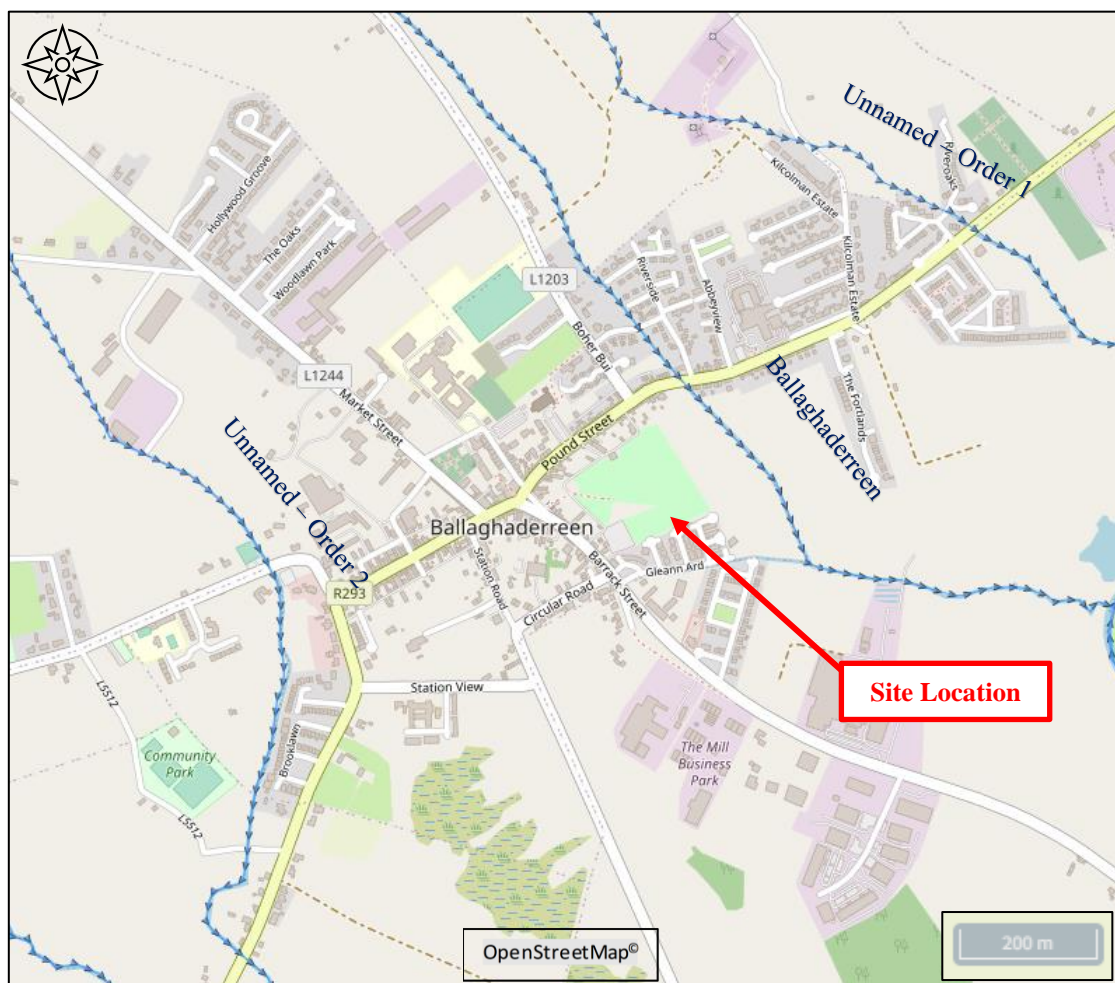 Unnamed – Order 1
Riveroaks
Kilcolman Estate
Kilcolman Estate
Hollywood Groove
The Oaks
Woodlawn Park
L1203
Riverside
Abbeyview
Boher Bui
L1244
Market Street
Ballaghaderreen
The Fortlands
Pound Street
Unnamed – Order 2
Ballaghaderreen
Station Road
Barrack Street
Gleann Ard
R293
Circular Road
L5512
Station View
Site Location
Brooklawn
Community
Park
The Mill
Business
Park
L5512
OpenStreetMap©
200 m